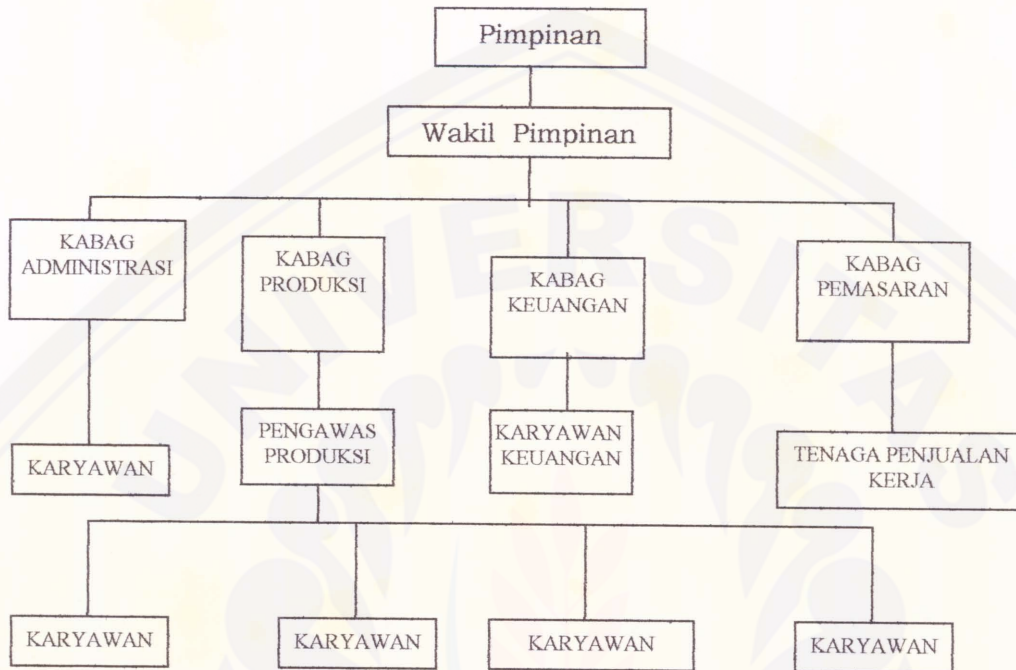 Pimpinan
Wakil Pimpinan
KABAG
ADMINISTRASI
KABAG
PRODUKSI
KABAG
KEUANGAN
KABAG
PEMASARAN
KARYAWAN
PENGAWAS
PRODUKSI
KARYAWAN
KEUANGAN
TENAGA PENJUALAN
KERJA
KARYAWAN
KARYAWAN
KARYAWAN
KARYAWAN
UNIVERSITAS